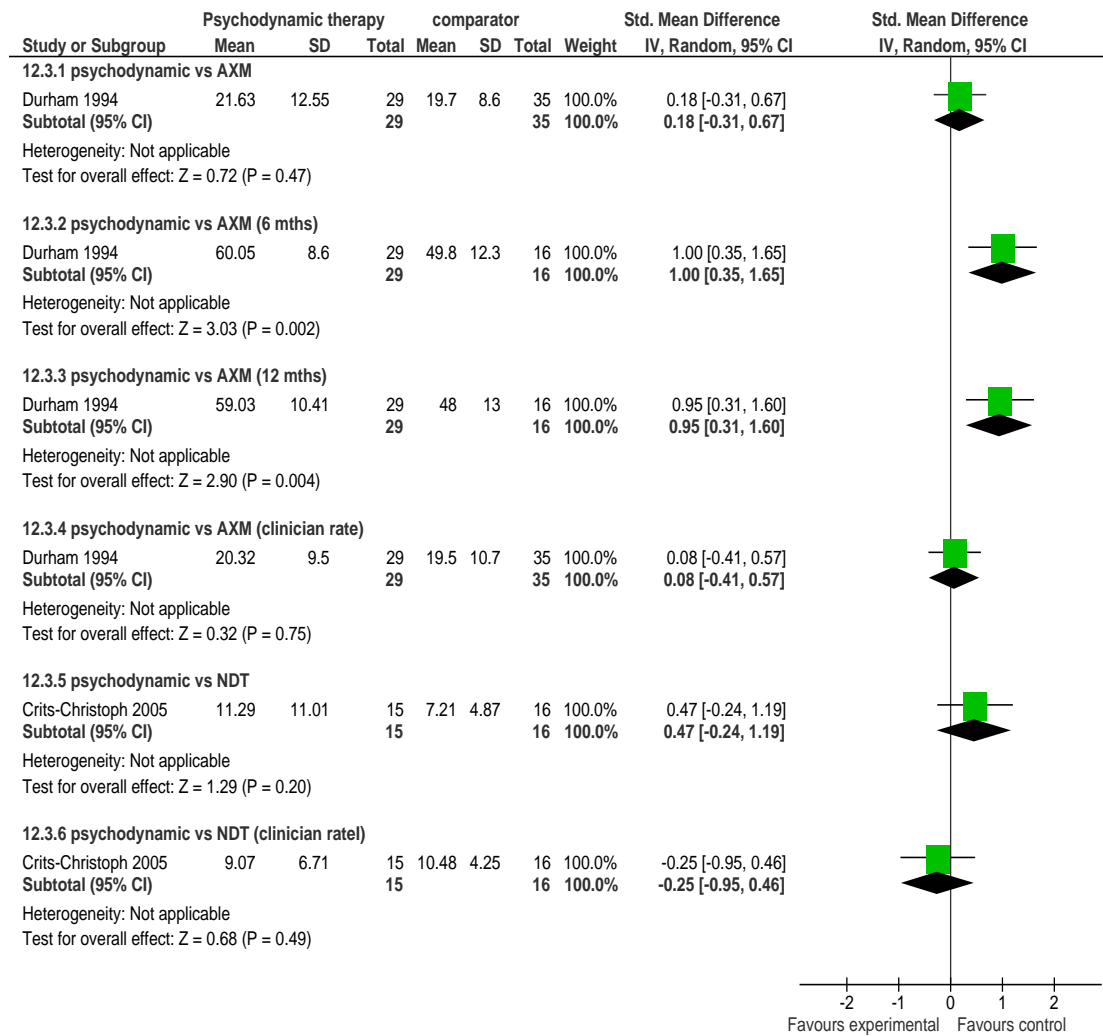 Psychodynamic therapy comparator Std. Mean Difference Std. Mean Difference
Study or Subgroup Mean SD Total Mean SD Total Weight IV, Random, 95% CI IV, Random, 95% CI
12.3.1 psychodynamic vs AXM
Durham 1994 21.63 12.55 29 19.7 8.6 35 100.0% 0.18 [-0.31, 0.67]
Subtotal (95% CI) 29 35 100.0% 0.18 [-0.31, 0.67]
Heterogeneity: Not applicable
Test for overall effect: Z = 0.72 (P = 0.47)
12.3.2 psychodynamic vs AXM (6 mths)
Durham 1994 60.05 8.6 29 49.8 12.3 16 100.0% 1.00 [0.35, 1.65]
Subtotal (95% CI) 29 16 100.0% 1.00 [0.35, 1.65]
Heterogeneity: Not applicable
Test for overall effect: Z = 3.03 (P = 0.002)
12.3.3 psychodynamic vs AXM (12 mths)
Durham 1994 59.03 10.41 29 48 13 16 100.0% 0.95 [0.31, 1.60]
Subtotal (95% CI) 29 16 100.0% 0.95 [0.31, 1.60]
Heterogeneity: Not applicable
Test for overall effect: Z = 2.90 (P = 0.004)
12.3.4 psychodynamic vs AXM (clinician rate)
Durham 1994 20.32 9.5 29 19.5 10.7 35 100.0% 0.08 [-0.41, 0.57]
Subtotal (95% CI) 29 35 100.0% 0.08 [-0.41, 0.57]
Heterogeneity: Not applicable
Test for overall effect: Z = 0.32 (P = 0.75)
12.3.5 psychodynamic vs NDT
Crits-Christoph 2005 11.29 11.01 15 7.21 4.87 16 100.0% 0.47 [-0.24, 1.19]
Subtotal (95% CI) 15 16 100.0% 0.47 [-0.24, 1.19]
Heterogeneity: Not applicable
Test for overall effect: Z = 1.29 (P = 0.20)
12.3.6 psychodynamic vs NDT (clinician ratel)
Crits-Christoph 2005 9.07 6.71 15 10.48 4.25 16 100.0% -0.25 [-0.95, 0.46]
Subtotal (95% CI) 15 16 100.0% -0.25 [-0.95, 0.46]
Heterogeneity: Not applicable
Test for overall effect: Z = 0.68 (P = 0.49)
-2 -1 0 1 2
Favours experimental Favours control